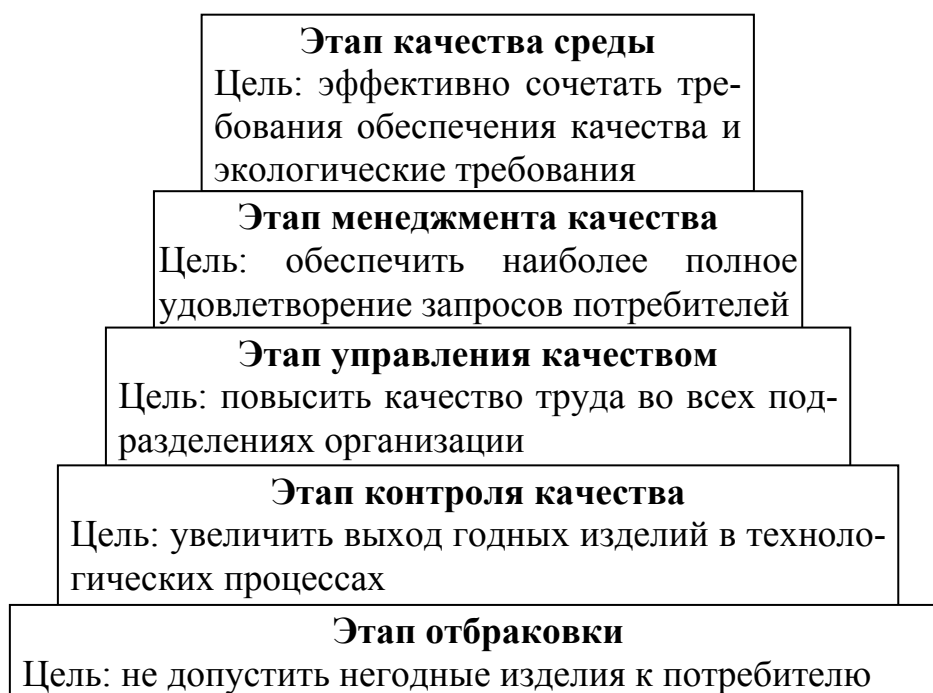 Этап качества среды
Цель: эффективно сочетать тре-
бования обеспечения качества и
экологические требования
Этап менеджмента качества
Цель: обеспечить наиболее полное
удовлетворение запросов потребителей
Этап управления качеством
Цель: повысить качество труда во всех под-
разделениях организации
Этап контроля качества
Цель: увеличить выход годных изделий в техноло-
гических процессах
Этап отбраковки
Цель: не допустить негодные изделия к потребителю